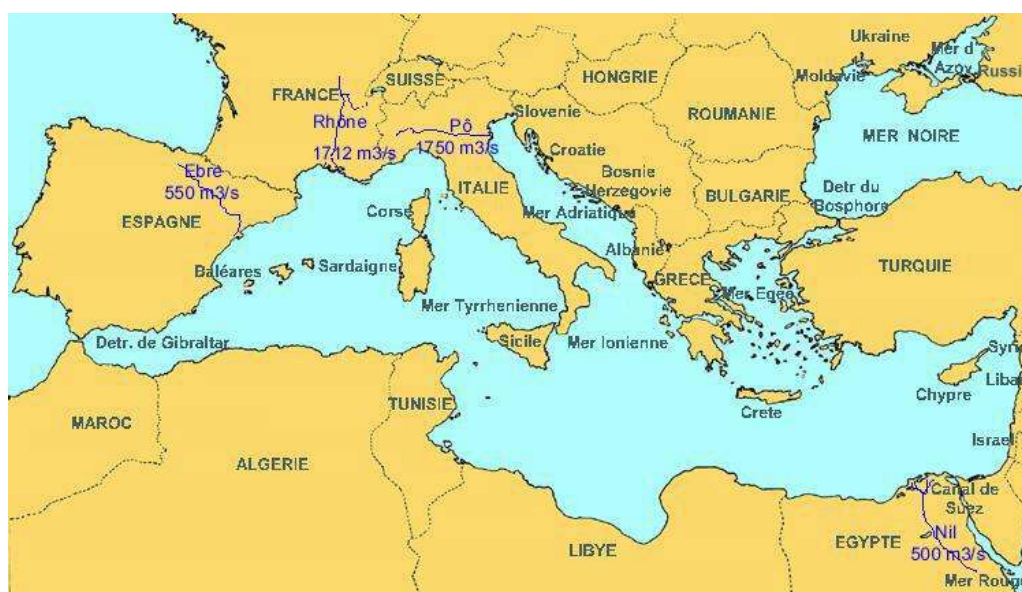 Ukraine
Mer d'
Azov
Russi
Moldavie
SUISSE
HONGRIE
FRANCE
Slovenie
ROUMANIE
Rhône
1712 m3/s
Pô
1750 m3/s
MER NOIRE
Croatie
Ebre
550 m3/s
Bosnie
Herzegovie
ITALIE
BULGARIE
Detr du
Bosphore
ESPAGNE
Corse
Mer Adriatique
Albanie
Baléares
Sardaigne
GRECE
Mer Egée
TURQUIE
Mer Tyrrhenienne
Detr. de Gibraltar
Sicile
Mer Ionienne
Syri
Liba
Chypre
TUNISIE
Crete
MAROC
Israel
ALGERIE
Canal de
Suez
LIBYE
EGYPTE
Nil
500 m3/s
Mer Rouge